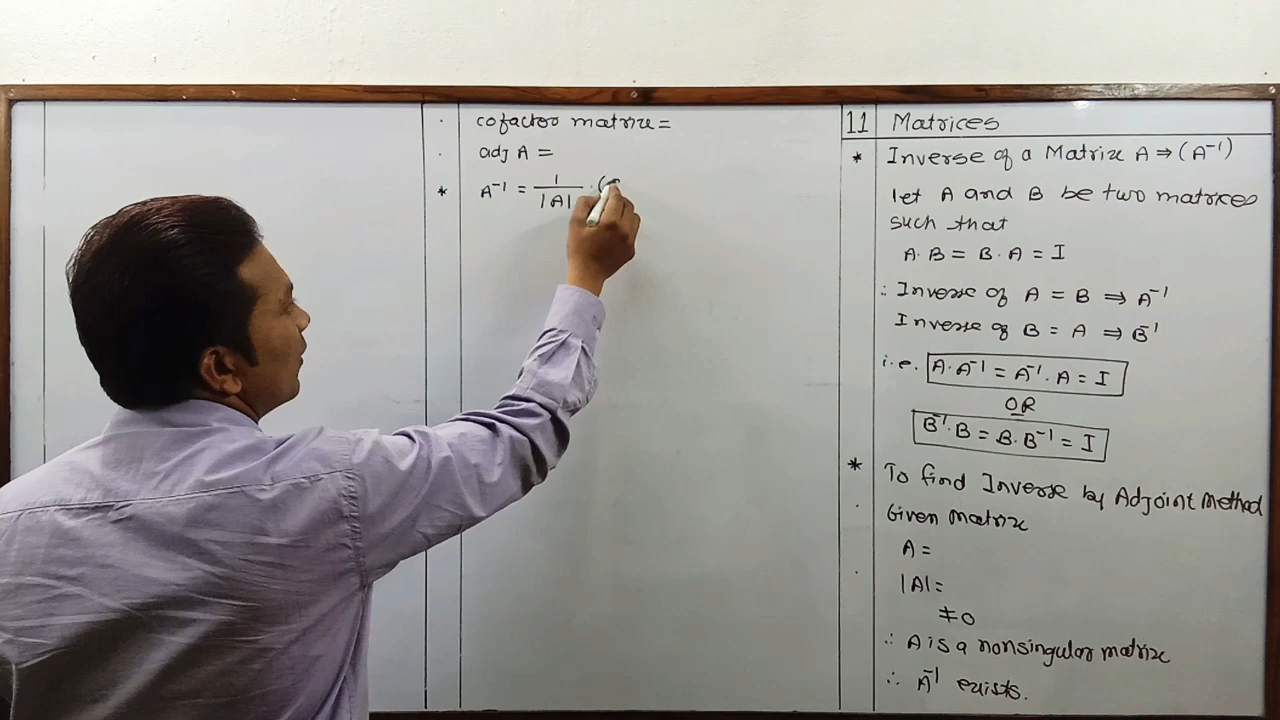 11 Matrices
* Inverse of a Matrix A ⇒ (A⁻¹)
let A and B be two matrices
such that
A·B = B·A = I
∴ Inverse of A = B ⇒ A⁻¹
Inverse of B = A ⇒ B⁻¹
i.e. A·A⁻¹ = A⁻¹·A = I
OR
B⁻¹·B = B·B⁻¹ = I
* To find Inverse by Adjoint Method
· Given matrix
A =
· |A| =
≠ 0
∴ A is a nonsingular matrix
∴ A⁻¹ exists.
· cofactor matrix =
· adj A =
* A⁻¹ = 1/|A| · (